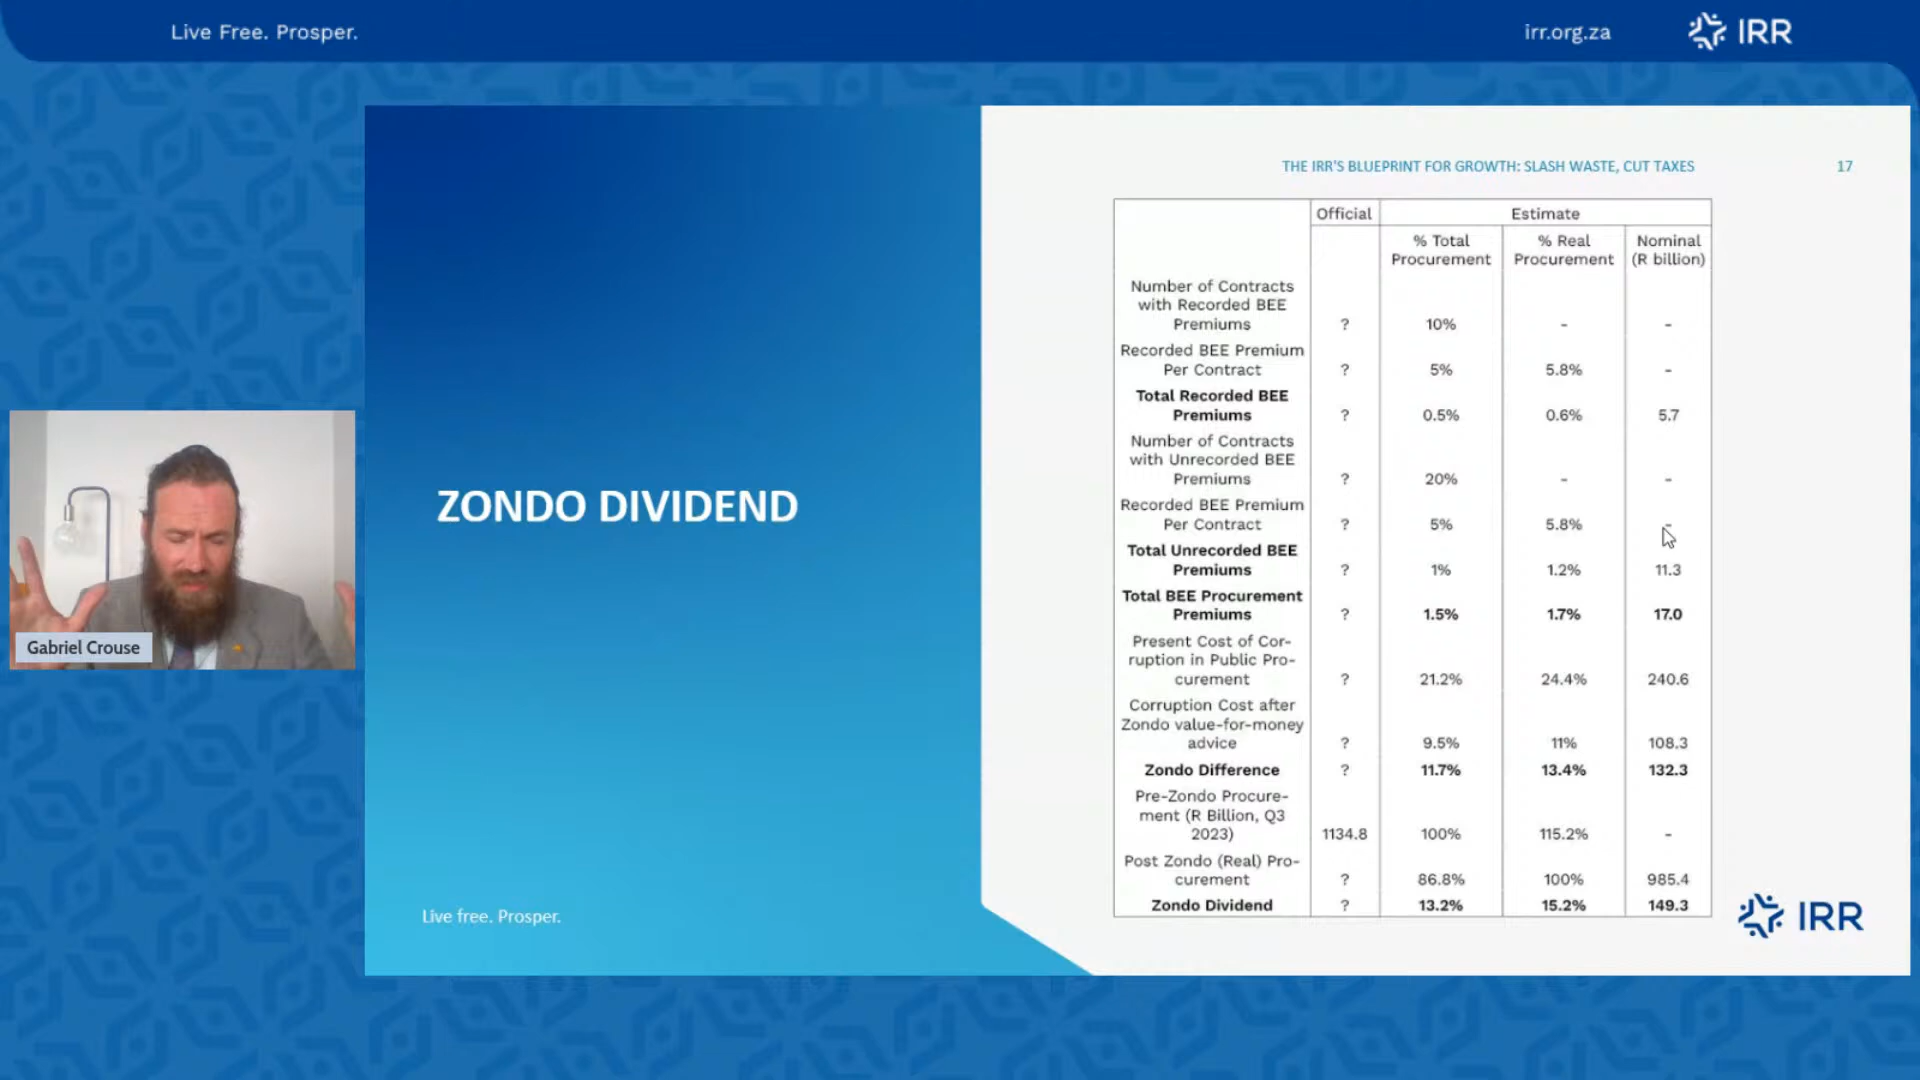 Live Free. Prosper.
irr.org.za
IRR
THE IRR'S BLUEPRINT FOR GROWTH: SLASH WASTE, CUT TAXES
17
ZONDO DIVIDEND
Live free. Prosper.
Gabriel Crouse
Official
Estimate
% Total
Procurement
% Real
Procurement
Nominal
(R billion)
Number of Contracts
with Recorded BEE
Premiums ? 10% - -
Recorded BEE Premium
Per Contract ? 5% 5.8% -
Total Recorded BEE
Premiums ? 0.5% 0.6% 5.7
Number of Contracts
with Unrecorded BEE
Premiums ? 20% - -
Recorded BEE Premium
Per Contract ? 5% 5.8% -
Total Unrecorded BEE
Premiums ? 1% 1.2% 11.3
Total BEE Procurement
Premiums ? 1.5% 1.7% 17.0
Present Cost of Cor-
ruption in Public Pro-
curement ? 21.2% 24.4% 240.6
Corruption Cost after
Zondo value-for-money
advice ? 9.5% 11% 108.3
Zondo Difference ? 11.7% 13.4% 132.3
Pre-Zondo Procure-
ment (R Billion, Q3
2023) 1134.8 100% 115.2% -
Post Zondo (Real) Pro-
curement ? 86.8% 100% 985.4
Zondo Dividend ? 13.2% 15.2% 149.3
IRR